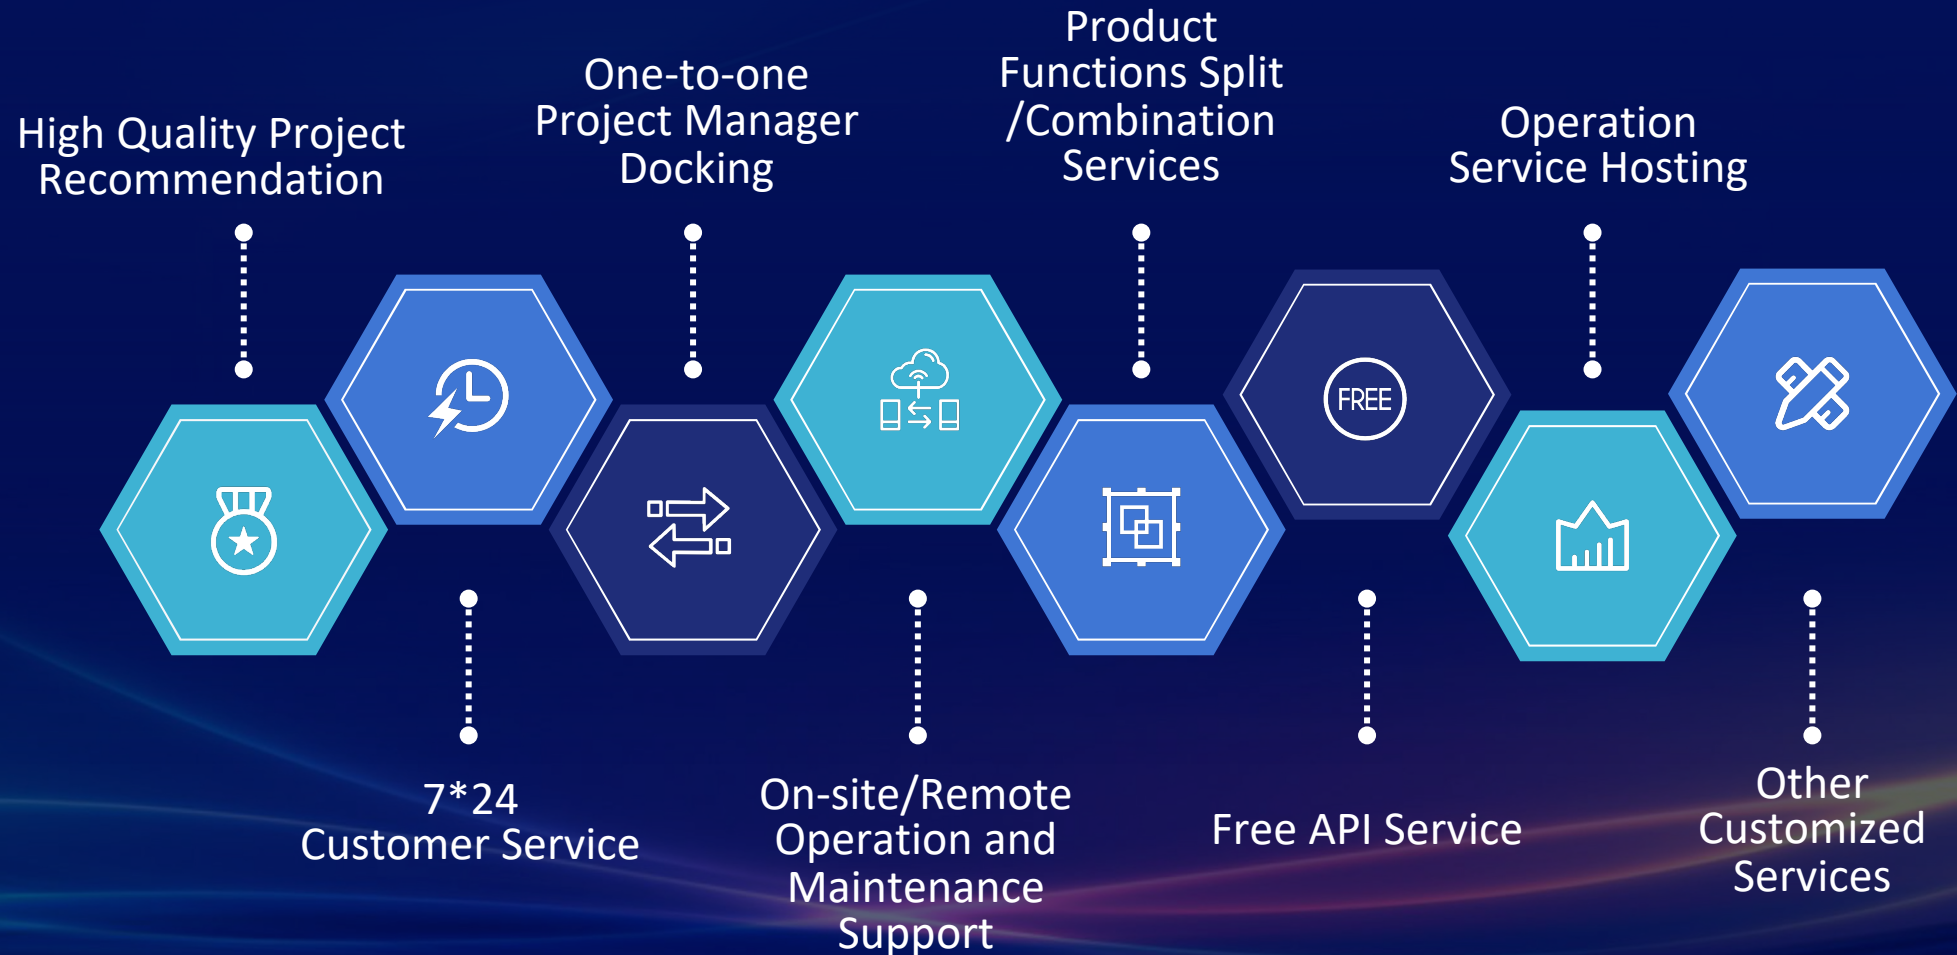 High Quality Project
Recommendation
One-to-one
Project Manager
Docking
Product
Functions Split
/Combination
Services
Operation
Service Hosting
FREE
7*24
Customer Service
On-site/Remote
Operation and
Maintenance
Support
Free API Service
Other
Customized
Services